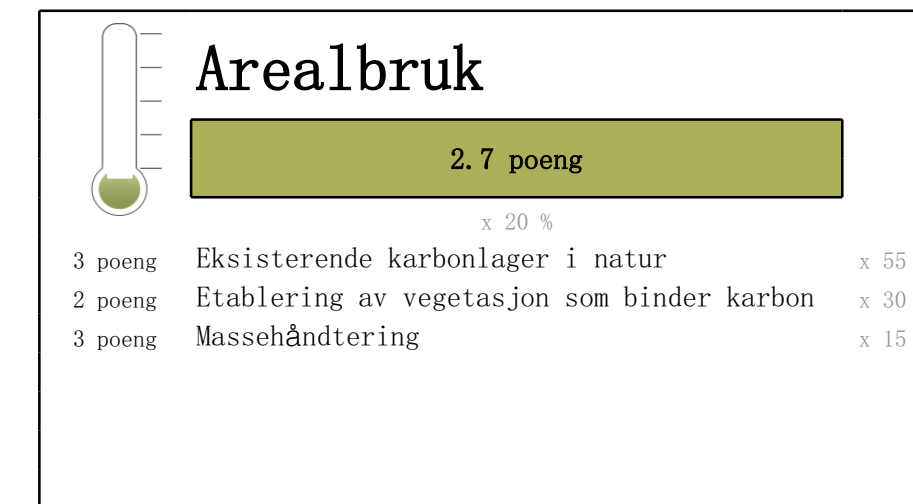 Arealbruk
2.7 poeng
x 20 %
3 poeng Eksisterende karbonlager i natur x 55
2 poeng Etablering av vegetasjon som binder karbon x 30
3 poeng Massehåndtering x 15